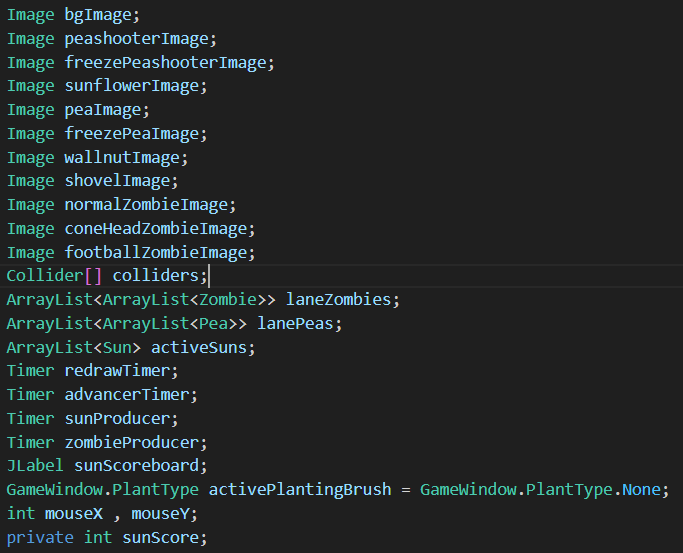 Image bgImage;
Image peashooterImage;
Image freezePeashooterImage;
Image sunflowerImage;
Image peaImage;
Image freezePeaImage;
Image wallnutImage;
Image shovelImage;
Image normalZombieImage;
Image coneHeadZombieImage;
Image footballZombieImage;
Collider[] colliders;
ArrayList<ArrayList<Zombie>> laneZombies;
ArrayList<ArrayList<Pea>> lanePeas;
ArrayList<Sun> activeSuns;
Timer redrawTimer;
Timer advancerTimer;
Timer sunProducer;
Timer zombieProducer;
JLabel sunScoreboard;
GameWindow.PlantType activePlantingBrush = GameWindow.PlantType.None;
int mouseX , mouseY;
private int sunScore;